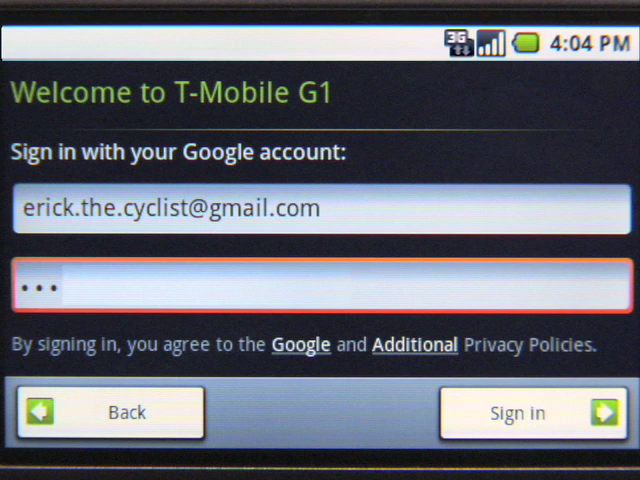 3G 4:04 PM
Welcome to T-Mobile G1
Sign in with your Google account:
erick.the.cyclist@gmail.com
•••
By signing in, you agree to the Google and Additional Privacy Policies.
Back Sign in